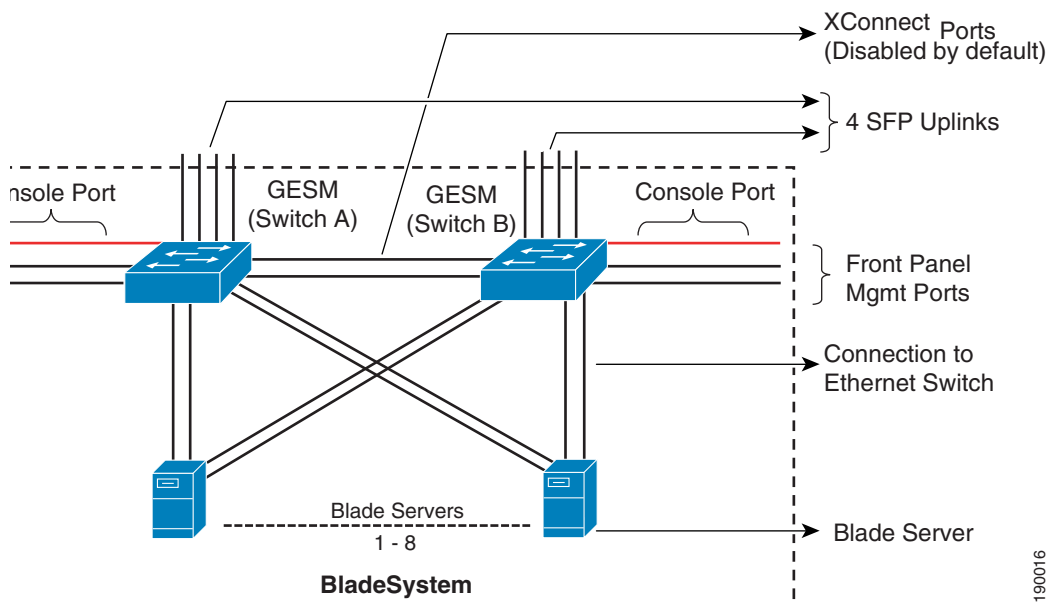 XConnect Ports
(Disabled by default)
4 SFP Uplinks
nsole Port
GESM
(Switch A)
GESM
(Switch B)
Console Port
Front Panel
Mgmt Ports
Connection to
Ethernet Switch
Blade Servers
1 - 8
Blade Server
BladeSystem
190016